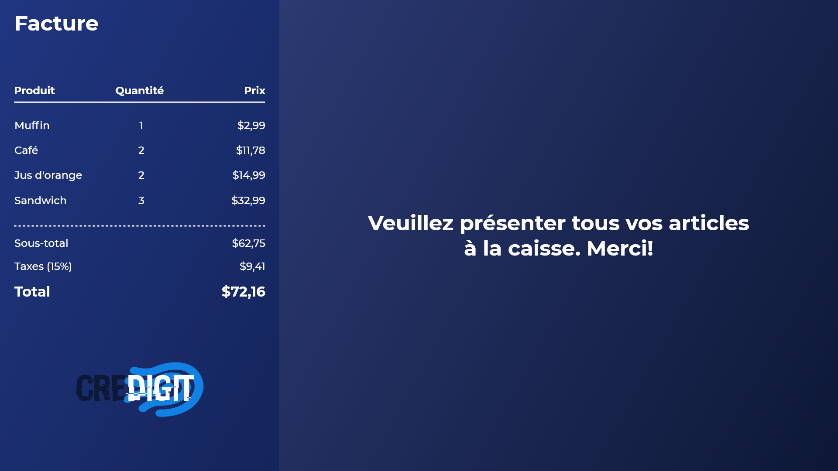 Facture
Produit Quantité Prix
Muffin 1 $2,99
Café 2 $11,78
Jus d'orange 2 $14,99
Sandwich 3 $32,99
Sous-total $62,75
Taxes (15%) $9,41
Total $72,16
CREDIGIT
Veuillez présenter tous vos articles
à la caisse. Merci!